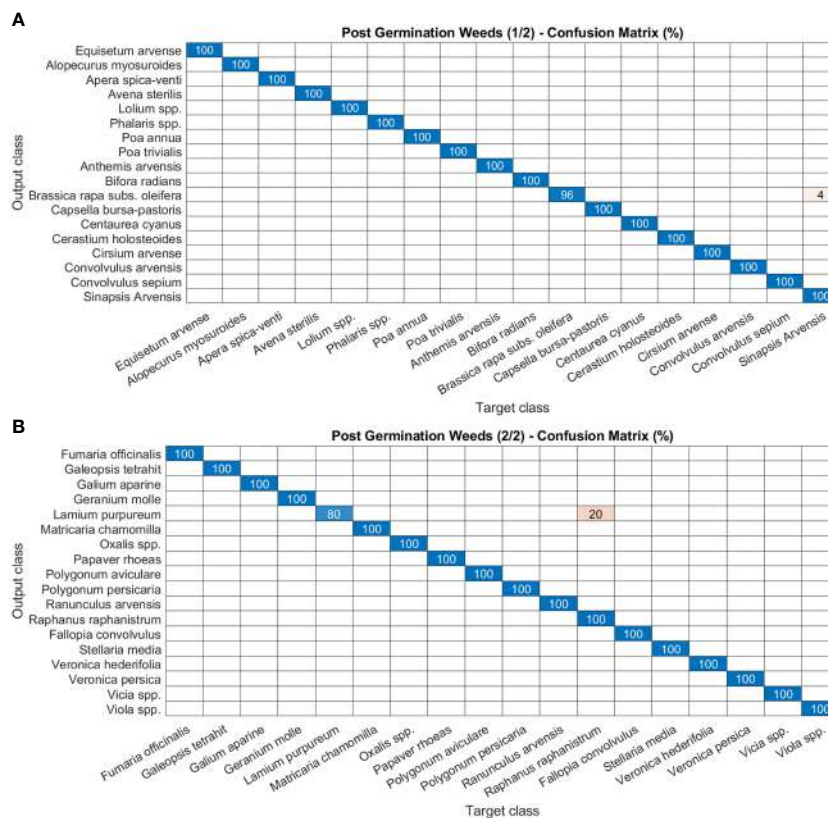 A
Post Germination Weeds (1/2) - Confusion Matrix (%)
Output class
Equisetum arvense 100
Alopecurus myosuroides 100
Apera spica-venti 100
Avena sterilis 100
Lolium spp. 100
Phalaris spp. 100
Poa annua 100
Poa trivialis 100
Anthemis arvensis 100
Bifora radians 100
Brassica rapa subs. oleifera 96 4
Capsella bursa-pastoris 100
Centaurea cyanus 100
Cerastium holosteoides 100
Cirsium arvense 100
Convolvulus arvensis 100
Convolvulus sepium 100
Sinapsis Arvensis 100
Equisetum arvense
Alopecurus myosuroides
Apera spica-venti
Avena sterilis
Lolium spp.
Phalaris spp.
Poa annua
Poa trivialis
Anthemis arvensis
Bifora radians
Brassica rapa subs. oleifera
Capsella bursa-pastoris
Centaurea cyanus
Cerastium holosteoides
Cirsium arvense
Convolvulus arvensis
Convolvulus sepium
Sinapsis Arvensis
Target class
B
Post Germination Weeds (2/2) - Confusion Matrix (%)
Output class
Fumaria officinalis 100
Galeopsis tetrahit 100
Galium aparine 100
Geranium molle 100
Lamium purpureum 80 20
Matricaria chamomilla 100
Oxalis spp. 100
Papaver rhoeas 100
Polygonum aviculare 100
Polygonum persicaria 100
Ranunculus arvensis 100
Raphanus raphanistrum 100
Fallopia convolvulus 100
Stellaria media 100
Veronica hederifolia 100
Veronica persica 100
Vicia spp. 100
Viola spp. 100
Fumaria officinalis
Galeopsis tetrahit
Galium aparine
Geranium molle
Lamium purpureum
Matricaria chamomilla
Oxalis spp.
Papaver rhoeas
Polygonum aviculare
Polygonum persicaria
Ranunculus arvensis
Raphanus raphanistrum
Fallopia convolvulus
Stellaria media
Veronica hederifolia
Veronica persica
Vicia spp.
Viola spp.
Target class